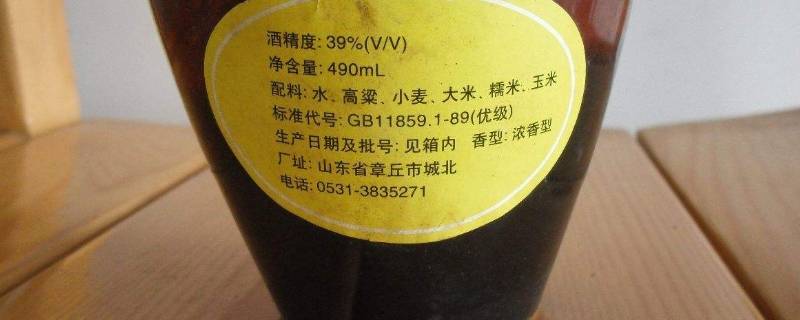 酒精度: 39%(V/V)
净含量: 490mL
配料: 水、高粱、小麦、大米、糯米、玉米
标准代号: GB11859.1-89(优级)
生产日期及批号: 见箱内 香型: 浓香型
厂址: 山东省章丘市城北
电话: 0531-3835271